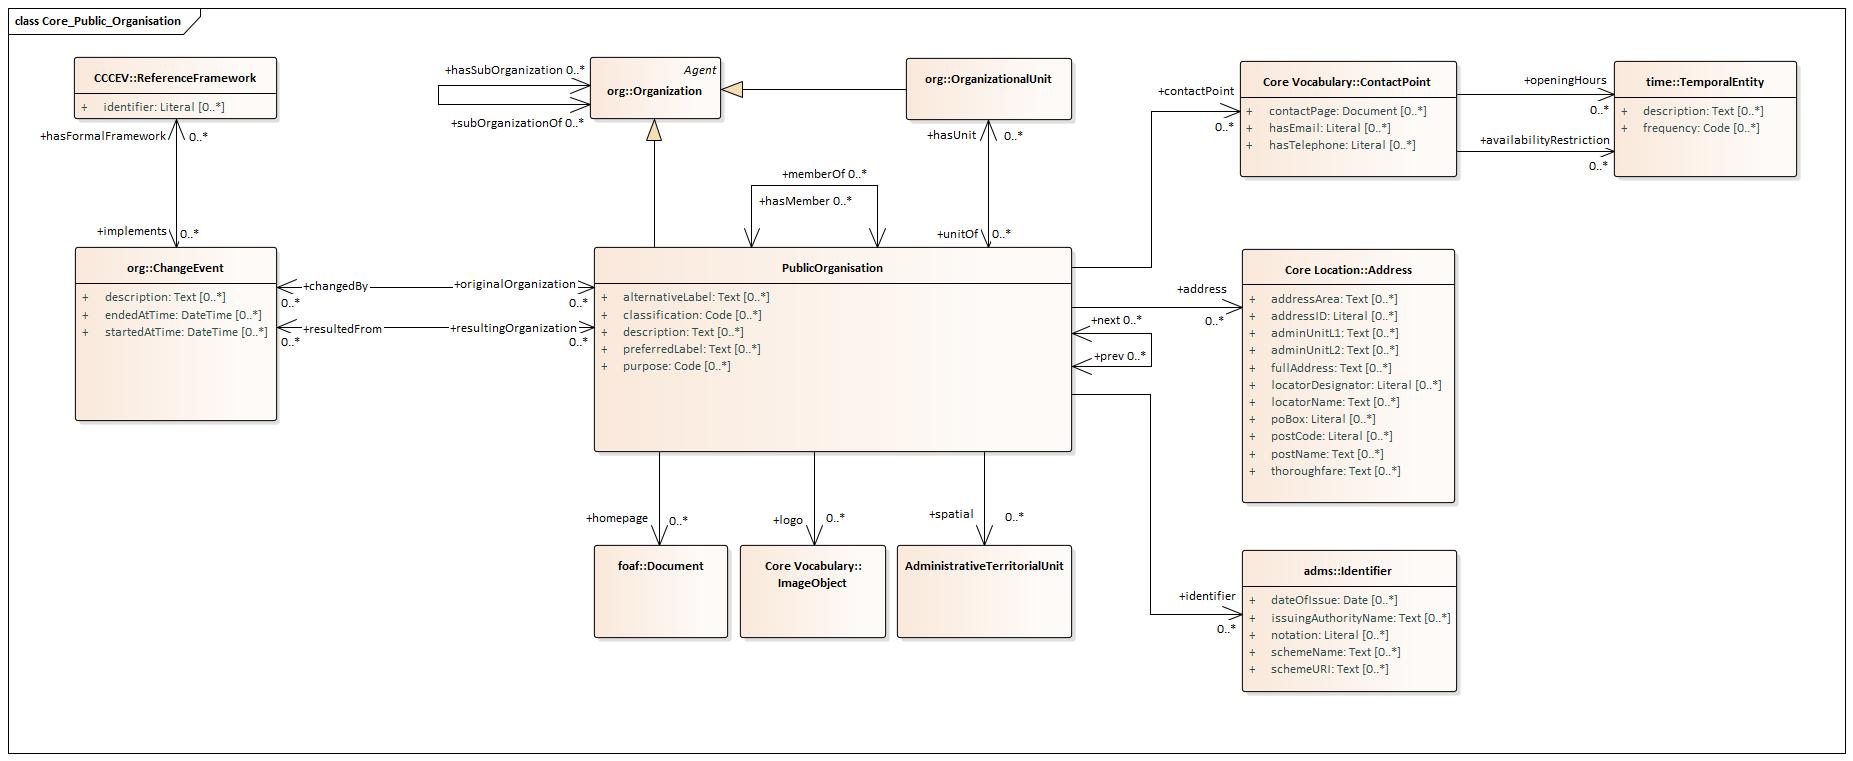 class Core_Public_Organisation
CCCEV::ReferenceFramework
+ identifier: Literal [0..*]
+hasFormalFramework 0..*
+implements 0..*
org::ChangeEvent
+ description: Text [0..*]
+ endedAtTime: DateTime [0..*]
+ startedAtTime: DateTime [0..*]
+changedBy
0..*
+originalOrganization
0..*
+resultedFrom
0..*
+resultingOrganization
0..*
+hasSubOrganization 0..*
+subOrganizationOf 0..*
Agent
org::Organization
org::OrganizationalUnit
+hasUnit 0..*
+unitOf 0..*
+memberOf 0..*
+hasMember 0..*
PublicOrganisation
+ alternativeLabel: Text [0..*]
+ classification: Code [0..*]
+ description: Text [0..*]
+ preferredLabel: Text [0..*]
+ purpose: Code [0..*]
+next 0..*
+prev 0..*
+homepage 0..*
foaf::Document
+logo 0..*
Core Vocabulary::
ImageObject
+spatial 0..*
AdministrativeTerritorialUnit
+contactPoint
0..*
Core Vocabulary::ContactPoint
+ contactPage: Document [0..*]
+ hasEmail: Literal [0..*]
+ hasTelephone: Literal [0..*]
+openingHours
0..*
+availabilityRestriction
0..*
time::TemporalEntity
+ description: Text [0..*]
+ frequency: Code [0..*]
+address
0..*
Core Location::Address
+ addressArea: Text [0..*]
+ addressID: Literal [0..*]
+ adminUnitL1: Text [0..*]
+ adminUnitL2: Text [0..*]
+ fullAddress: Text [0..*]
+ locatorDesignator: Literal [0..*]
+ locatorName: Text [0..*]
+ poBox: Literal [0..*]
+ postCode: Literal [0..*]
+ postName: Text [0..*]
+ thoroughfare: Text [0..*]
+identifier
0..*
adms::Identifier
+ dateOfIssue: Date [0..*]
+ issuingAuthorityName: Text [0..*]
+ notation: Literal [0..*]
+ schemeName: Text [0..*]
+ schemeURI: Text [0..*]